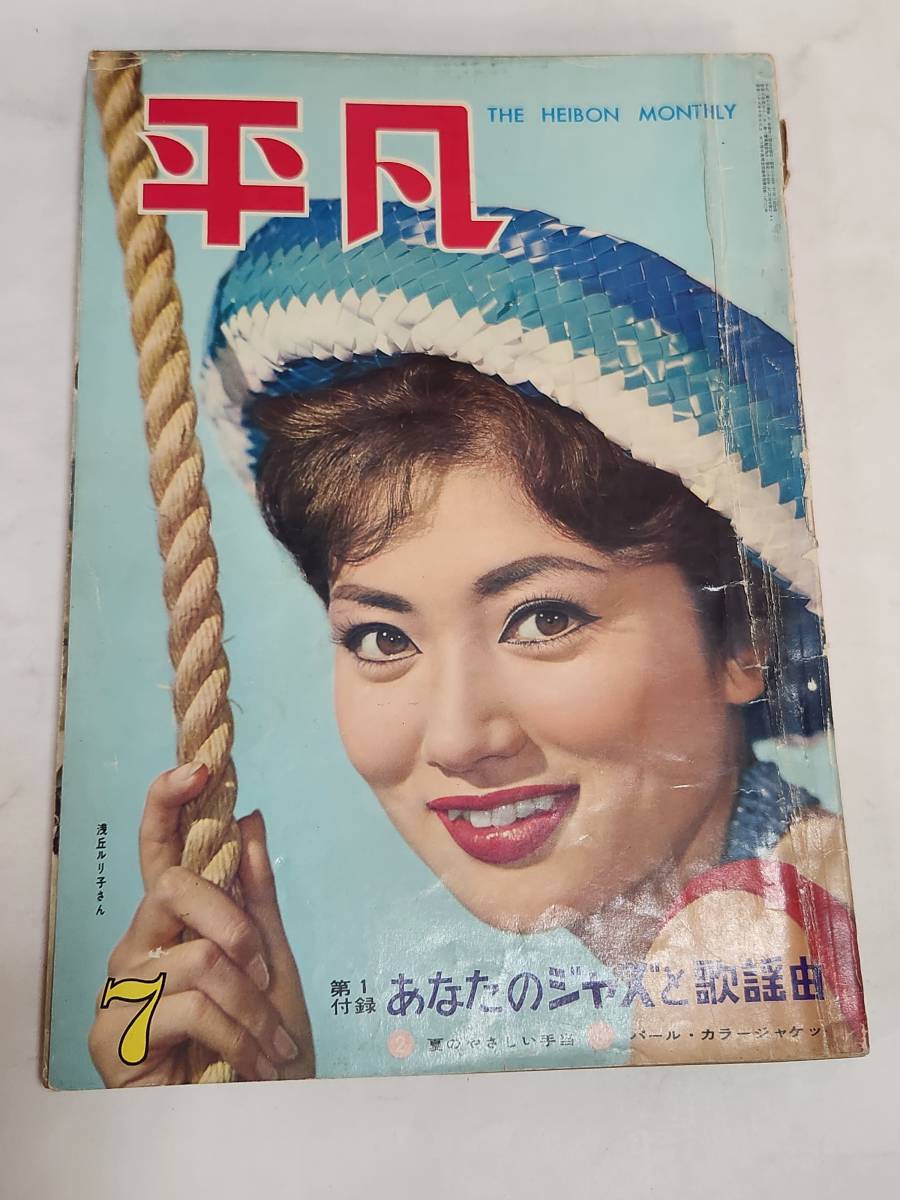 平凡
THE HEIBON MONTHLY
浅丘ルリ子さん
7
第1付録
あなたのジャズと歌謡曲
2 夏のやさしい手当
パール・カラージャケッ